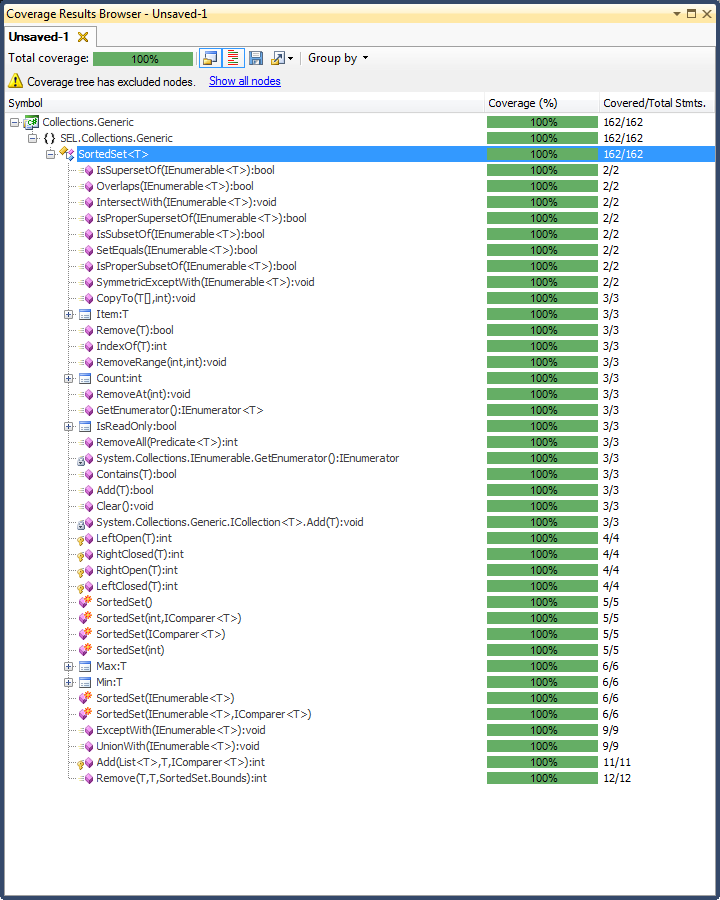 Coverage Results Browser - Unsaved-1
Unsaved-1
Total coverage: 100% Group by
Coverage tree has excluded nodes. Show all nodes
Symbol Coverage (%) Covered/Total Stmts.
Collections.Generic 100% 162/162
{} SEL.Collections.Generic 100% 162/162
SortedSet<T> 100% 162/162
IsSupersetOf(IEnumerable<T>):bool 100% 2/2
Overlaps(IEnumerable<T>):bool 100% 2/2
IntersectWith(IEnumerable<T>):void 100% 2/2
IsProperSupersetOf(IEnumerable<T>):bool 100% 2/2
IsSubsetOf(IEnumerable<T>):bool 100% 2/2
SetEquals(IEnumerable<T>):bool 100% 2/2
IsProperSubsetOf(IEnumerable<T>):bool 100% 2/2
SymmetricExceptWith(IEnumerable<T>):void 100% 2/2
CopyTo(T[],int):void 100% 3/3
Item:T 100% 3/3
Remove(T):bool 100% 3/3
IndexOf(T):int 100% 3/3
RemoveRange(int,int):void 100% 3/3
Count:int 100% 3/3
RemoveAt(int):void 100% 3/3
GetEnumerator():IEnumerator<T> 100% 3/3
IsReadOnly:bool 100% 3/3
RemoveAll(Predicate<T>):int 100% 3/3
System.Collections.IEnumerable.GetEnumerator():IEnumerator 100% 3/3
Contains(T):bool 100% 3/3
Add(T):bool 100% 3/3
Clear():void 100% 3/3
System.Collections.Generic.ICollection<T>.Add(T):void 100% 3/3
LeftOpen(T):int 100% 4/4
RightClosed(T):int 100% 4/4
RightOpen(T):int 100% 4/4
LeftClosed(T):int 100% 4/4
SortedSet() 100% 5/5
SortedSet(int,IComparer<T>) 100% 5/5
SortedSet(IComparer<T>) 100% 5/5
SortedSet(int) 100% 5/5
Max:T 100% 6/6
Min:T 100% 6/6
SortedSet(IEnumerable<T>) 100% 6/6
SortedSet(IEnumerable<T>,IComparer<T>) 100% 6/6
ExceptWith(IEnumerable<T>):void 100% 9/9
UnionWith(IEnumerable<T>):void 100% 9/9
Add(List<T>,T,IComparer<T>):int 100% 11/11
Remove(T,T,SortedSet.Bounds):int 100% 12/12